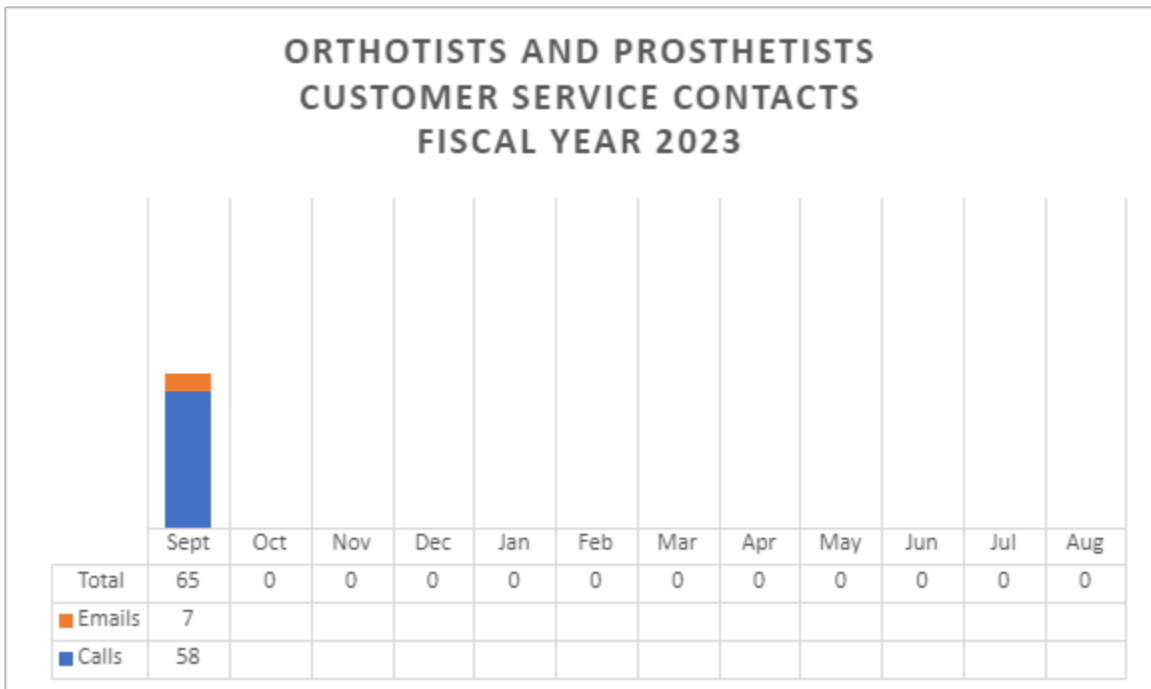 ORTHOTISTS AND PROSTHETISTS
CUSTOMER SERVICE CONTACTS
FISCAL YEAR 2023
Sept Oct Nov Dec Jan Feb Mar Apr May Jun Jul Aug
Total 65 0 0 0 0 0 0 0 0 0 0 0
Emails 7
Calls 58